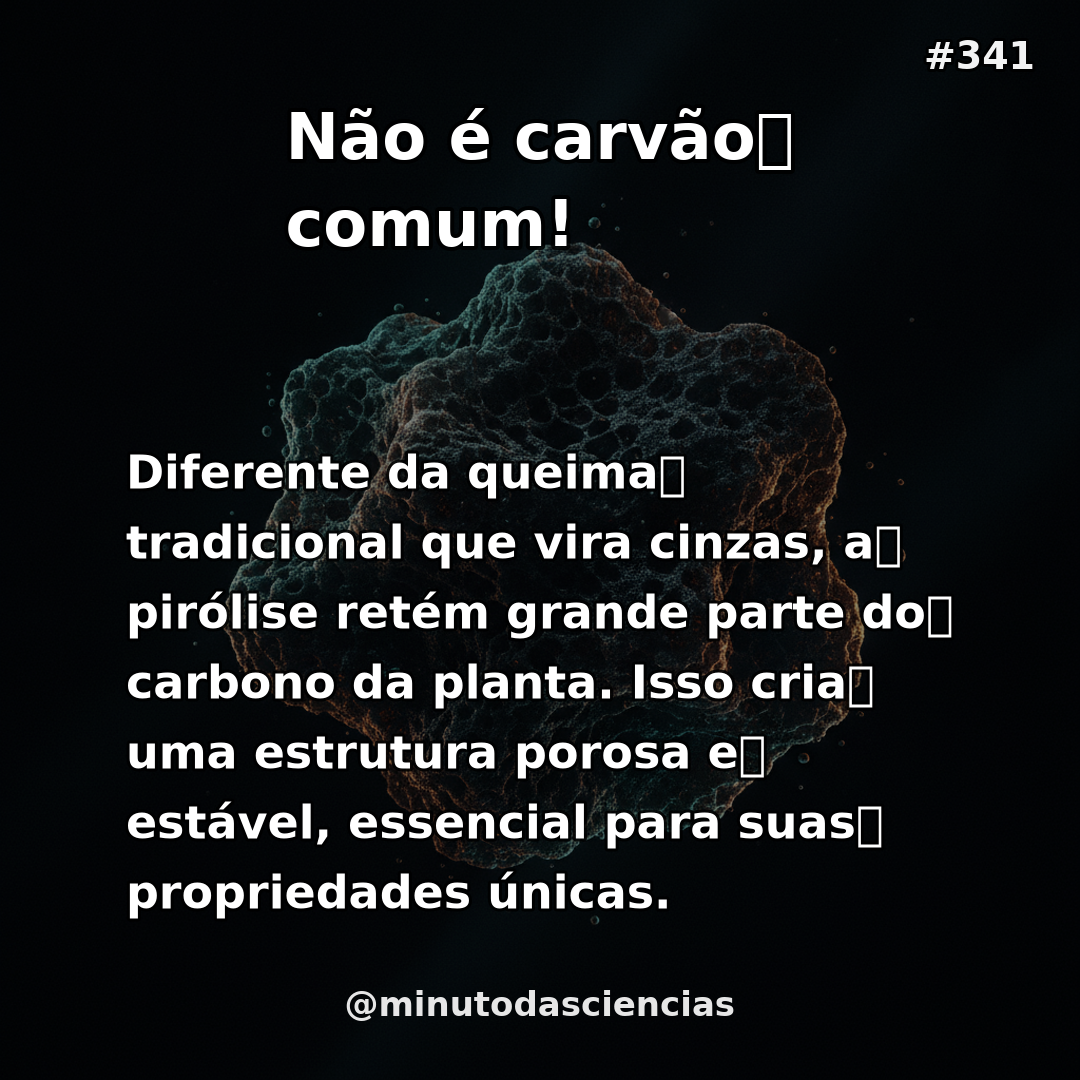 #341
Não é carvão
comum!
Diferente da queima
tradicional que vira cinzas, a
pirólise retém grande parte do
carbono da planta. Isso cria
uma estrutura porosa e
estável, essencial para suas
propriedades únicas.
@minutodasciencias